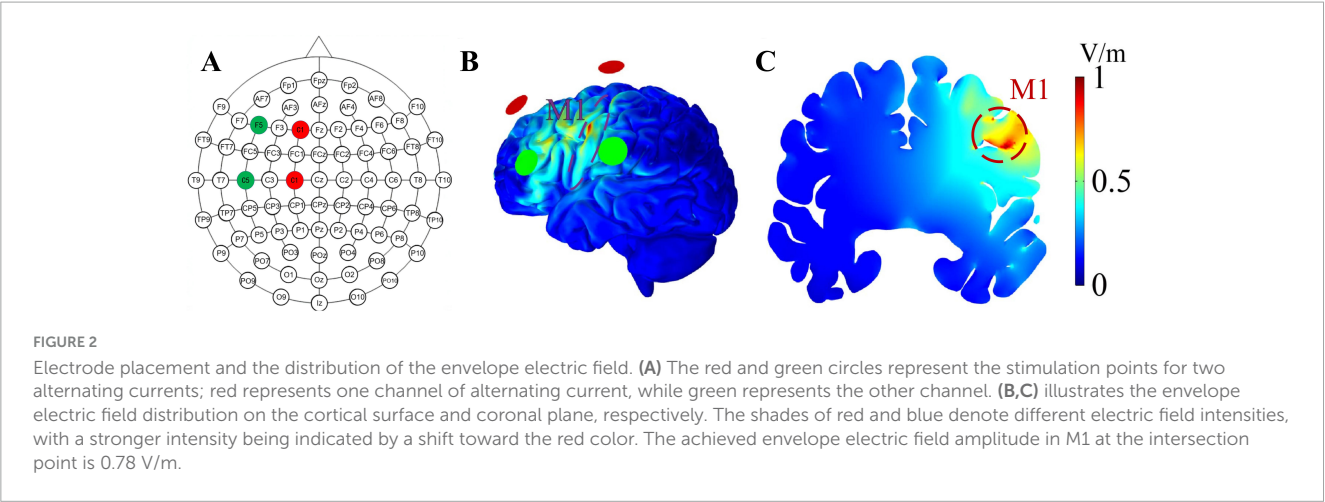 A
B
C
V/m
1
0.5
0
M1
M1
Fpz
Fp1
Fp2
AF7
AF3
AFz
AF4
AF8
F9
F7
F5
F3
C1
Fz
F2
F4
F6
F8
F10
FT9
FT7
FC5
FC3
FC1
FCz
FC2
FC4
FC6
FT8
FT10
T9
T7
C5
C3
C1
Cz
C2
C4
C6
T8
T10
TP9
TP7
CP5
CP3
CP1
CPz
CP2
CP4
CP6
TP8
TP10
P9
P7
P5
P3
P1
Pz
P2
P4
P6
P8
P10
PO9
PO7
PO3
POz
PO4
PO8
PO10
O1
Oz
O2
O9
Iz
O10
FIGURE 2
Electrode placement and the distribution of the envelope electric field. (A) The red and green circles represent the stimulation points for two
alternating currents; red represents one channel of alternating current, while green represents the other channel. (B,C) illustrates the envelope
electric field distribution on the cortical surface and coronal plane, respectively. The shades of red and blue denote different electric field intensities,
with a stronger intensity being indicated by a shift toward the red color. The achieved envelope electric field amplitude in M1 at the intersection
point is 0.78 V/m.